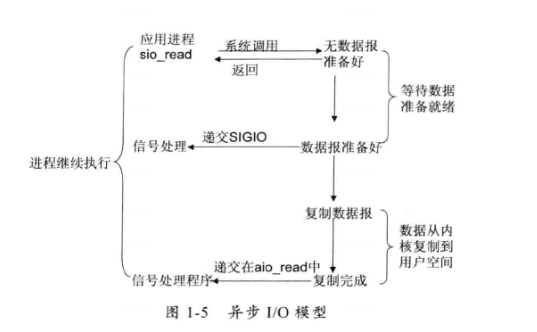 应用进程
sio_read
系统调用
返回
无数据报
准备好
等待数据
准备就绪
信号处理
递交SIGIO
数据报准备好
进程继续执行
复制数据报
数据从内
核复制到
用户空间
信号处理程序
递交在aio_read中
复制完成
图 1-5 异步 I/O 模型